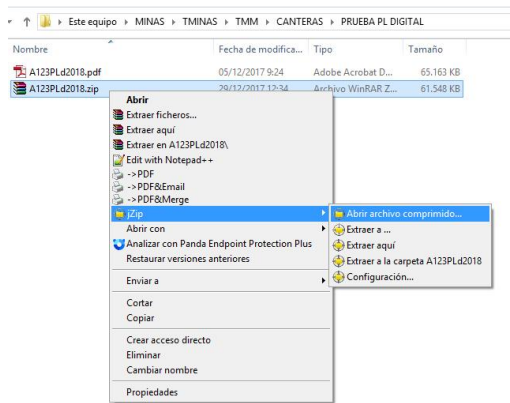 Este equipo ▸ MINAS ▸ TMINAS ▸ TMM ▸ CANTERAS ▸ PRUEBA PL DIGITAL
Nombre Fecha de modifica... Tipo Tamaño
A123PLd2018.pdf 05/12/2017 9:24 Adobe Acrobat D... 65.163 KB
A123PLd2018.zip 29/12/2017 12:34 Archivo WinRAR Z... 61.548 KB
Abrir
Extraer ficheros...
Extraer aquí
Extraer en A123PLd2018\
Edit with Notepad++
->PDF
->PDF&Email
->PDF&Merge
jZip
Abrir con
Analizar con Panda Endpoint Protection Plus
Restaurar versiones anteriores
Enviar a
Cortar
Copiar
Crear acceso directo
Eliminar
Cambiar nombre
Propiedades
Abrir archivo comprimido...
Extraer a ...
Extraer aquí
Extraer a la carpeta A123PLd2018
Configuración...